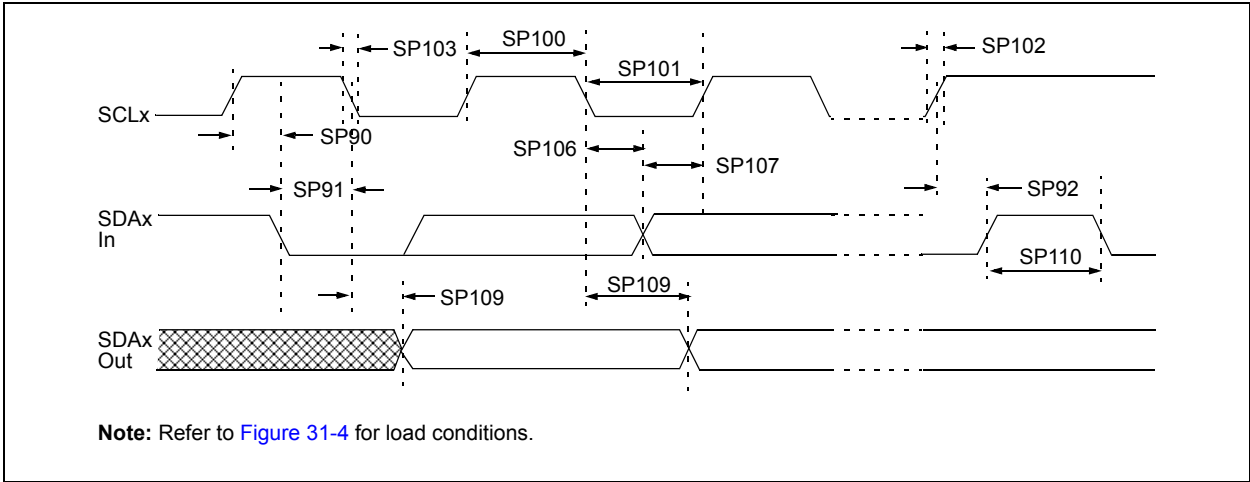 SP103
SP100
SP102
SP101
SCLx
SP90
SP106
SP107
SP91
SP92
SDAx
In
SP110
SP109
SP109
SDAx
Out
Note: Refer to Figure 31-4 for load conditions.